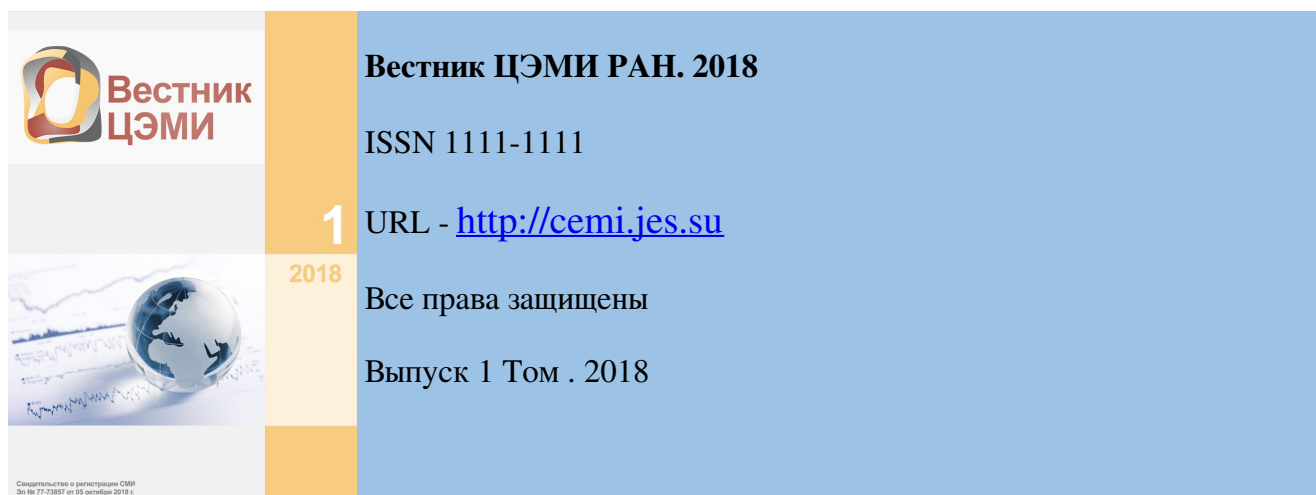 Вестник
ЦЭМИ
1
2018
Свидетельство о регистрации СМИ
Эл № 77-73857 от 05 октября 2018 г.
Вестник ЦЭМИ РАН. 2018
ISSN 1111-1111
URL - http://cemi.jes.su
Все права защищены
Выпуск 1 Том . 2018